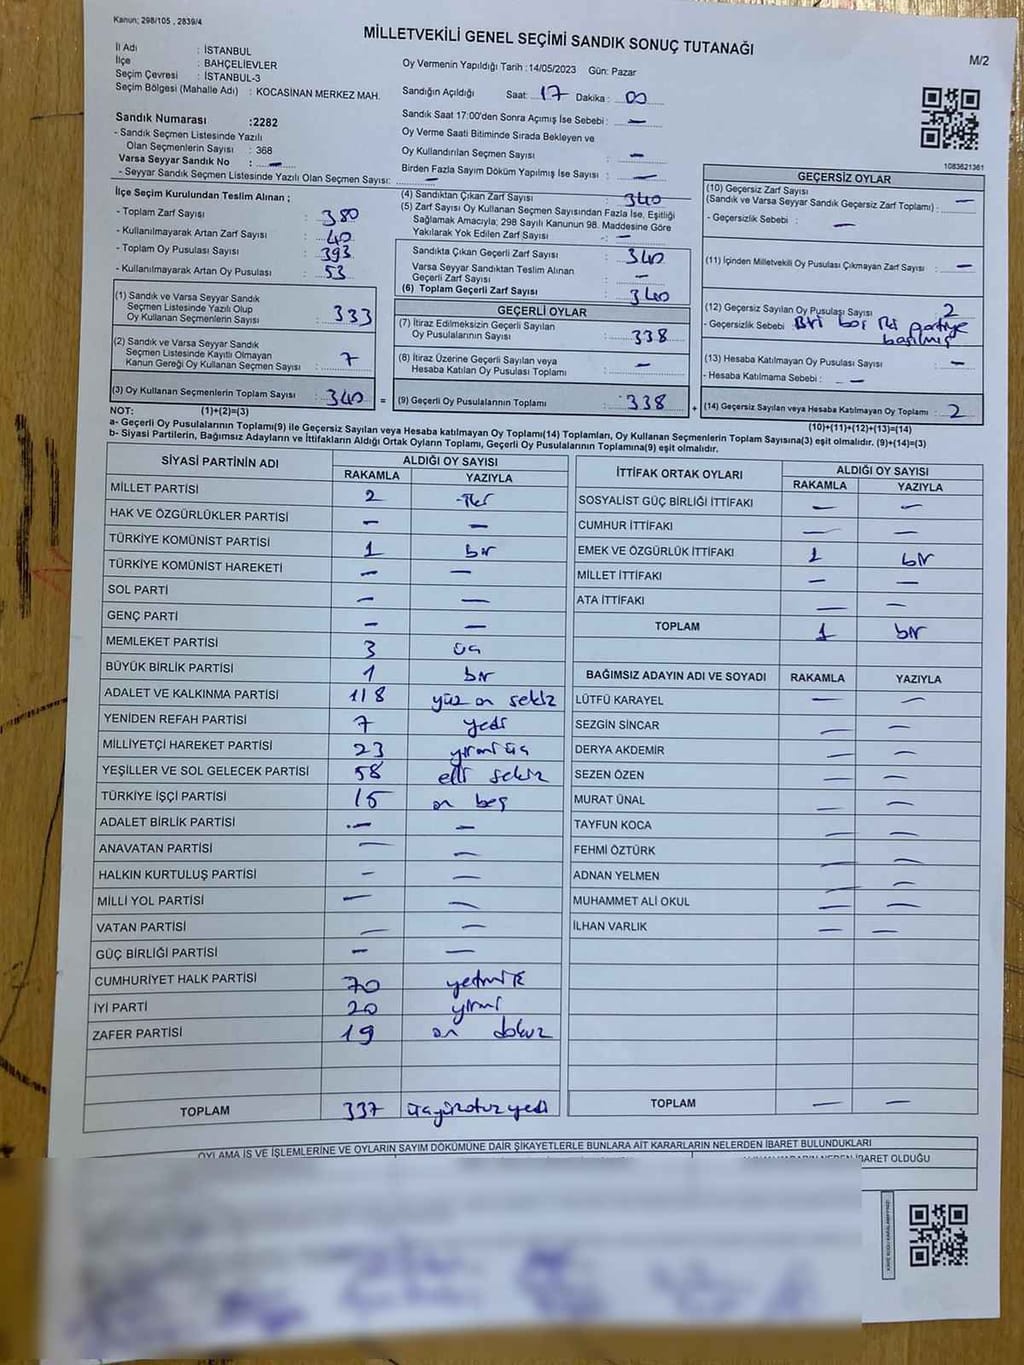 Kanun; 298/105 , 2839/4
MİLLETVEKİLİ GENEL SEÇİMİ SANDIK SONUÇ TUTANAĞI
M/2
İl Adı : İSTANBUL
İlçe : BAHÇELİEVLER
Seçim Çevresi : İSTANBUL-3
Seçim Bölgesi (Mahalle Adı) : KOCASİNAN MERKEZ MAH.
Sandık Numarası :2282
- Sandık Seçmen Listesinde Yazılı
Olan Seçmenlerin Sayısı : 368
Varsa Seyyar Sandık No : —
- Seyyar Sandık Seçmen Listesinde Yazılı Olan Seçmen Sayısı: —
Oy Vermenin Yapıldığı Tarih :14/05/2023 Gün: Pazar
Sandığın Açıldığı Saat: 17 Dakika : 00
Sandık Saat 17:00'den Sonra Açımış İse Sebebi : —
Oy Verme Saati Bitiminde Sırada Bekleyen ve
Oy Kullandırılan Seçmen Sayısı : —
Birden Fazla Sayım Döküm Yapılmış İse Sayısı : —
1083621361
İlçe Seçim Kurulundan Teslim Alınan ;
- Toplam Zarf Sayısı : 380
- Kullanılmayarak Artan Zarf Sayısı : 40
- Toplam Oy Pusulası Sayısı : 393
- Kullanılmayarak Artan Oy Pusulası : 53
(1) Sandık ve Varsa Seyyar Sandık
Seçmen Listesinde Yazılı Olup
Oy Kullanan Seçmenlerin Sayısı : 333
(2) Sandık ve Varsa Seyyar Sandık
Seçmen Listesinde Kayıtlı Olmayan
Kanun Gereği Oy Kullanan Seçmen Sayısı : 7
(3) Oy Kullanan Seçmenlerin Toplam Sayısı : 340 =
(4) Sandıktan Çıkan Zarf Sayısı : 340
(5) Zarf Sayısı Oy Kullanan Seçmen Sayısından Fazla İse, Eşitliği
Sağlamak Amacıyla; 298 Sayılı Kanunun 98. Maddesine Göre
Yakılarak Yok Edilen Zarf Sayısı : —
Sandıkta Çıkan Geçerli Zarf Sayısı : 340
Varsa Seyyar Sandıktan Teslim Alınan
Geçerli Zarf Sayısı : —
(6) Toplam Geçerli Zarf Sayısı : 340
GEÇERLİ OYLAR
(7) İtiraz Edilmeksizin Geçerli Sayılan
Oy Pusulalarının Sayısı : 338
(8) İtiraz Üzerine Geçerli Sayılan veya
Hesaba Katılan Oy Pusulası Toplamı : —
(9) Geçerli Oy Pusulalarının Toplamı : 338 +
GEÇERSİZ OYLAR
(10) Geçersiz Zarf Sayısı
(Sandık ve Varsa Seyyar Sandık Geçersiz Zarf Toplamı) : —
- Geçersizlik Sebebi : —
(11) İçinden Milletvekili Oy Pusulası Çıkmayan Zarf Sayısı : —
(12) Geçersiz Sayılan Oy Pusulası Sayısı : 2
- Geçersizlik Sebebi : iki partiye
basılmış
(13) Hesaba Katılmayan Oy Pusulası Sayısı : —
- Hesaba Katılmama Sebebi : —
(14) Geçersiz Sayılan veya Hesaba Katılmayan Oy Toplamı : 2
NOT: (1)+(2)=(3) (10)+(11)+(12)+(13)=(14)
a- Geçerli Oy Pusulalarının Toplamı(9) ile Geçersiz Sayılan veya Hesaba katılmayan Oy Toplamı(14) Toplamları, Oy Kullanan Seçmenlerin Toplam Sayısına(3) eşit olmalıdır. (9)+(14)=(3)
b- Siyasi Partilerin, Bağımsız Adayların ve İttifakların Aldığı Ortak Oyların Toplamı, Geçerli Oy Pusulalarının Toplamına(9) eşit olmalıdır.
SİYASİ PARTİNİN ADI ALDIĞI OY SAYISI
RAKAMLA YAZIYLA
MİLLET PARTİSİ 2 iki
HAK VE ÖZGÜRLÜKLER PARTİSİ — —
TÜRKİYE KOMÜNİST PARTİSİ 1 bir
TÜRKİYE KOMÜNİST HAREKETİ — —
SOL PARTİ — —
GENÇ PARTİ — —
MEMLEKET PARTİSİ 3 üç
BÜYÜK BİRLİK PARTİSİ 1 bir
ADALET VE KALKINMA PARTİSİ 118 yüz on sekiz
YENİDEN REFAH PARTİSİ 7 yedi
MİLLİYETÇİ HAREKET PARTİSİ 23 yirmi üç
YEŞİLLER VE SOL GELECEK PARTİSİ 58 elli sekiz
TÜRKİYE İŞÇİ PARTİSİ 15 on beş
ADALET BİRLİK PARTİSİ — —
ANAVATAN PARTİSİ — —
HALKIN KURTULUŞ PARTİSİ — —
MİLLİ YOL PARTİSİ — —
VATAN PARTİSİ — —
GÜÇ BİRLİĞİ PARTİSİ — —
CUMHURİYET HALK PARTİSİ 70
İYİ PARTİ 20 yirmi
ZAFER PARTİSİ 19 on dokuz
TOPLAM 337 üçyüzotuzyedi
İTTİFAK ORTAK OYLARI ALDIĞI OY SAYISI
RAKAMLA YAZIYLA
SOSYALİST GÜÇ BİRLİĞİ İTTİFAKI — —
CUMHUR İTTİFAKI — —
EMEK VE ÖZGÜRLÜK İTTİFAKI 1 bir
MİLLET İTTİFAKI — —
ATA İTTİFAKI — —
TOPLAM 1 bir
BAĞIMSIZ ADAYIN ADI VE SOYADI RAKAMLA YAZIYLA
LÜTFÜ KARAYEL — —
SEZGİN SİNCAR — —
DERYA AKDEMİR — —
SEZEN ÖZEN — —
MURAT ÜNAL — —
TAYFUN KOCA — —
FEHMİ ÖZTÜRK — —
ADNAN YELMEN — —
MUHAMMET ALİ OKUL — —
İLHAN VARLIK — —
TOPLAM — —
OYLAMA İŞ VE İŞLEMLERİNE VE OYLARIN SAYIM DÖKÜMÜNE DAİR ŞİKAYETLERLE BUNLARA AİT KARARLARIN NELERDEN İBARET BULUNDUKLARI
İBARET OLDUĞU